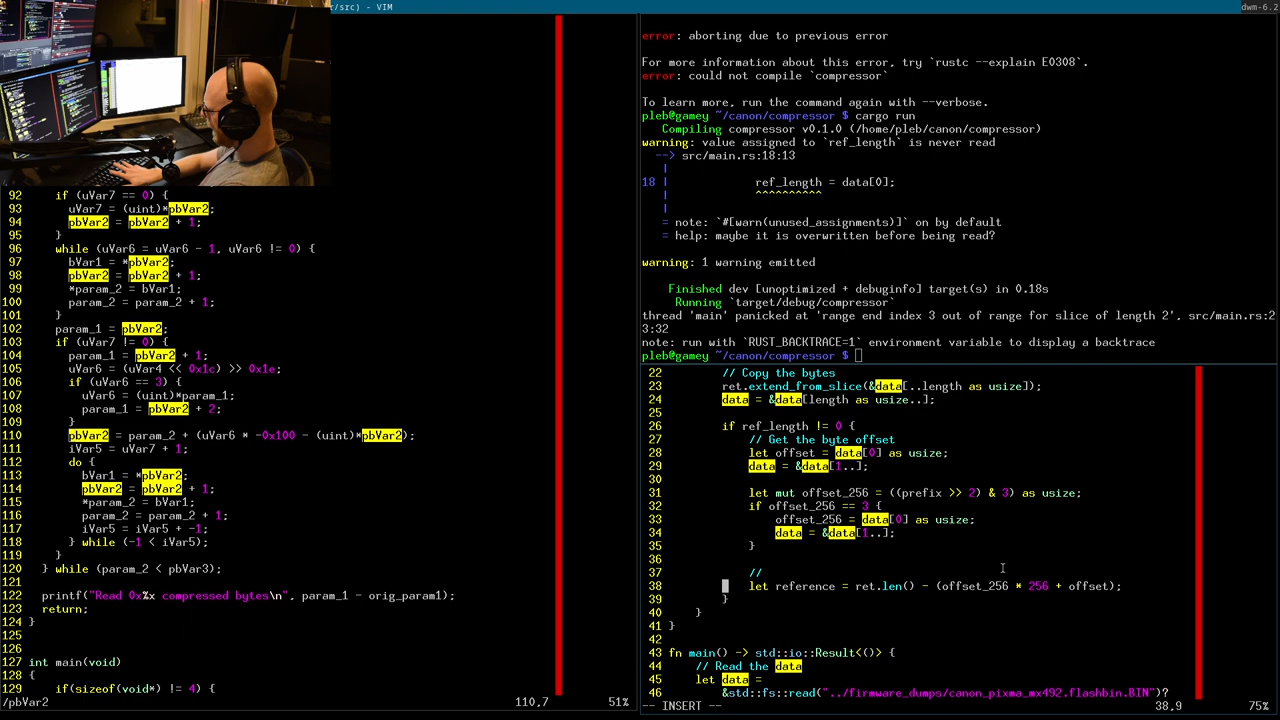 r/src) - VIM
dwm-6.2
92     if (uVar7 == 0) {
93       uVar7 = (uint)*pbVar2;
94       pbVar2 = pbVar2 + 1;
95     }
96     while (uVar6 = uVar6 - 1, uVar6 != 0) {
97       bVar1 = *pbVar2;
98       pbVar2 = pbVar2 + 1;
99       *param_2 = bVar1;
100       param_2 = param_2 + 1;
101     }
102     param_1 = pbVar2;
103     if (uVar7 != 0) {
104       param_1 = pbVar2 + 1;
105       uVar6 = (uVar4 << 0x1c) >> 0x1e;
106       if (uVar6 == 3) {
107         uVar6 = (uint)*param_1;
108         param_1 = pbVar2 + 2;
109       }
110       pbVar2 = param_2 + (uVar6 * -0x100 - (uint)*pbVar2);
111       iVar5 = uVar7 + 1;
112       do {
113         bVar1 = *pbVar2;
114         pbVar2 = pbVar2 + 1;
115         *param_2 = bVar1;
116         param_2 = param_2 + 1;
117         iVar5 = iVar5 + -1;
118       } while (-1 < iVar5);
119     }
120   } while (param_2 < pbVar3);
121
122   printf("Read 0x%x compressed bytes\n", param_1 - orig_param1);
123   return;
124 }
125
126
127 int main(void)
128 {
129     if(sizeof(void*) != 4) {
/pbVar2
110,7
51%
error: aborting due to previous error
For more information about this error, try `rustc --explain E0308`.
error: could not compile `compressor`
To learn more, run the command again with --verbose.
pleb@gamey ~/canon/compressor $ cargo run
   Compiling compressor v0.1.0 (/home/pleb/canon/compressor)
warning: value assigned to `ref_length` is never read
  --> src/main.rs:18:13
   |
18 |             ref_length = data[0];
   |             ^^^^^^^^^^
   |
   = note: `#[warn(unused_assignments)]` on by default
   = help: maybe it is overwritten before being read?
warning: 1 warning emitted
    Finished dev [unoptimized + debuginfo] target(s) in 0.18s
     Running `target/debug/compressor`
thread 'main' panicked at 'range end index 3 out of range for slice of length 2', src/main.rs:2
3:32
note: run with `RUST_BACKTRACE=1` environment variable to display a backtrace
pleb@gamey ~/canon/compressor $
22         // Copy the bytes
23         ret.extend_from_slice(&data[..length as usize]);
24         data = &data[length as usize..];
25
26         if ref_length != 0 {
27             // Get the byte offset
28             let offset = data[0] as usize;
29             data = &data[1..];
30
31             let mut offset_256 = ((prefix >> 2) & 3) as usize;
32             if offset_256 == 3 {
33                 offset_256 = data[0] as usize;
34                 data = &data[1..];
35             }
36
37             //
38             let reference = ret.len() - (offset_256 * 256 + offset);
39         }
40     }
41 }
42
43 fn main() -> std::io::Result<()> {
44     // Read the data
45     let data =
46         &std::fs::read("../firmware_dumps/canon_pixma_mx492.flashbin.BIN")?
-- INSERT --
38,9
75%